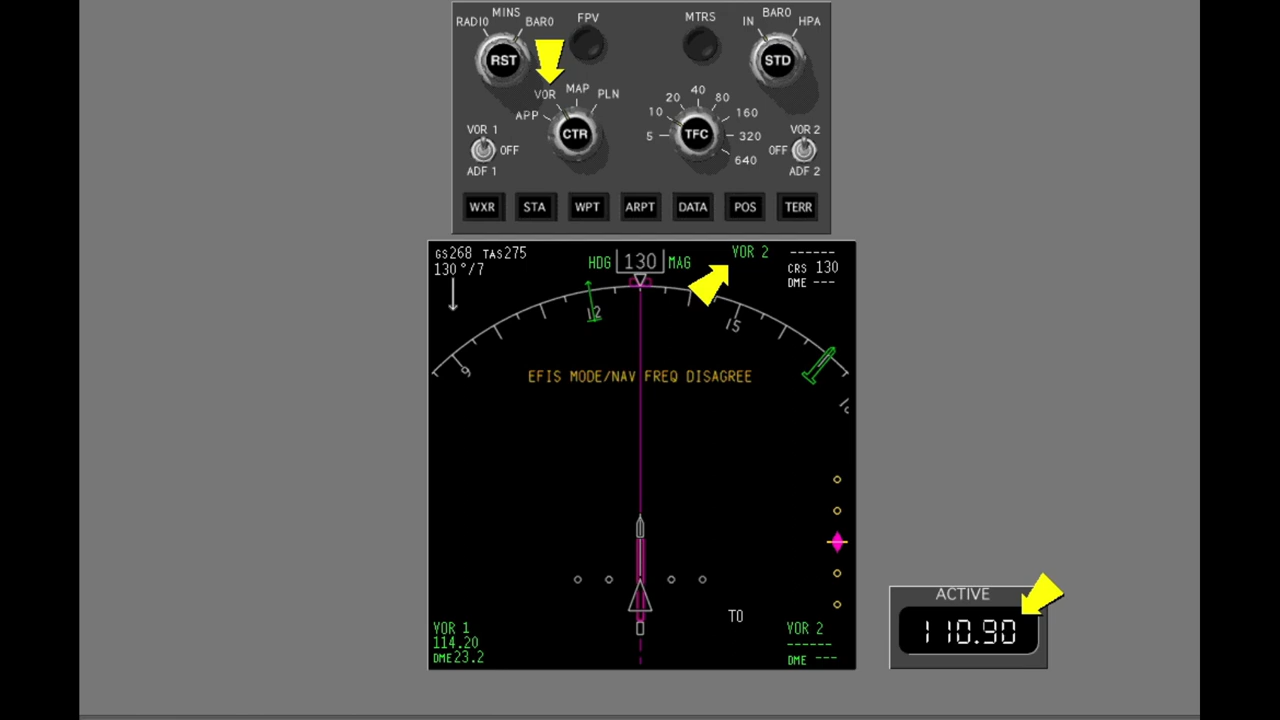 MINS
RADIO
BARO
FPV
MTRS
BARO
IN
HPA
RST
STD
VOR
MAP
PLN
APP
CTR
10
20
40
80
160
5
320
640
TFC
VOR 1
OFF
ADF 1
VOR 2
OFF
ADF 2
WXR
STA
WPT
ARPT
DATA
POS
TERR
GS268 TAS275
130°/7
HDG 130 MAG
VOR 2
------
CRS 130
DME ---
9
12
15
EFIS MODE/NAV FREQ DISAGREE
TO
VOR 1
114.20
DME23.2
VOR 2
------
DME ---
ACTIVE
110.90